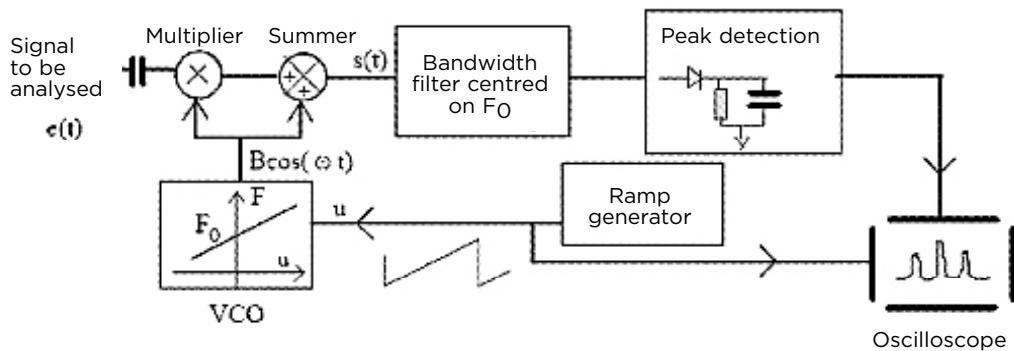 Signal
to be
analysed
e(t)
Multiplier
Summer
+
+
s(t)
Bandwidth
filter centred
on F0
Peak detection
Bcos( ω t)
F
F0
u
VCO
u
Ramp
generator
Oscilloscope